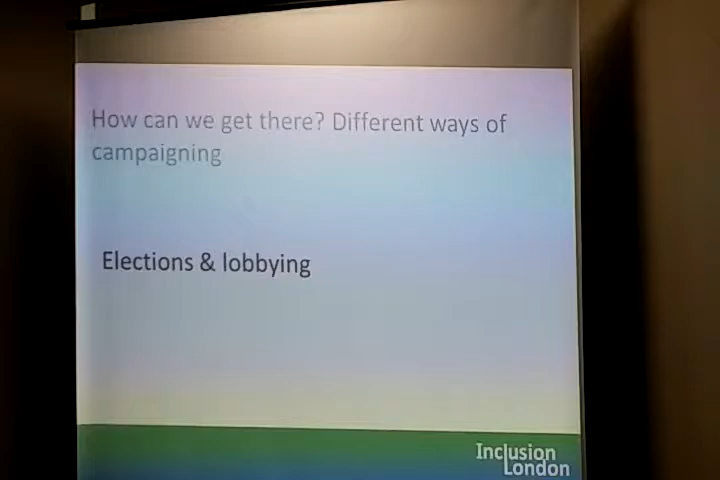 How can we get there? Different ways of
campaigning
Elections & lobbying
Inclusion
London